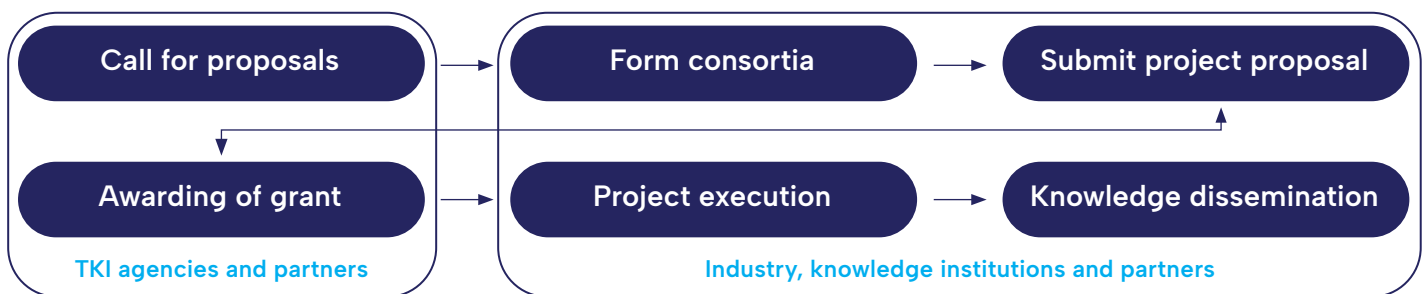 Call for proposals
Form consortia
Submit project proposal
Awarding of grant
Project execution
Knowledge dissemination
TKI agencies and partners
Industry, knowledge institutions and partners